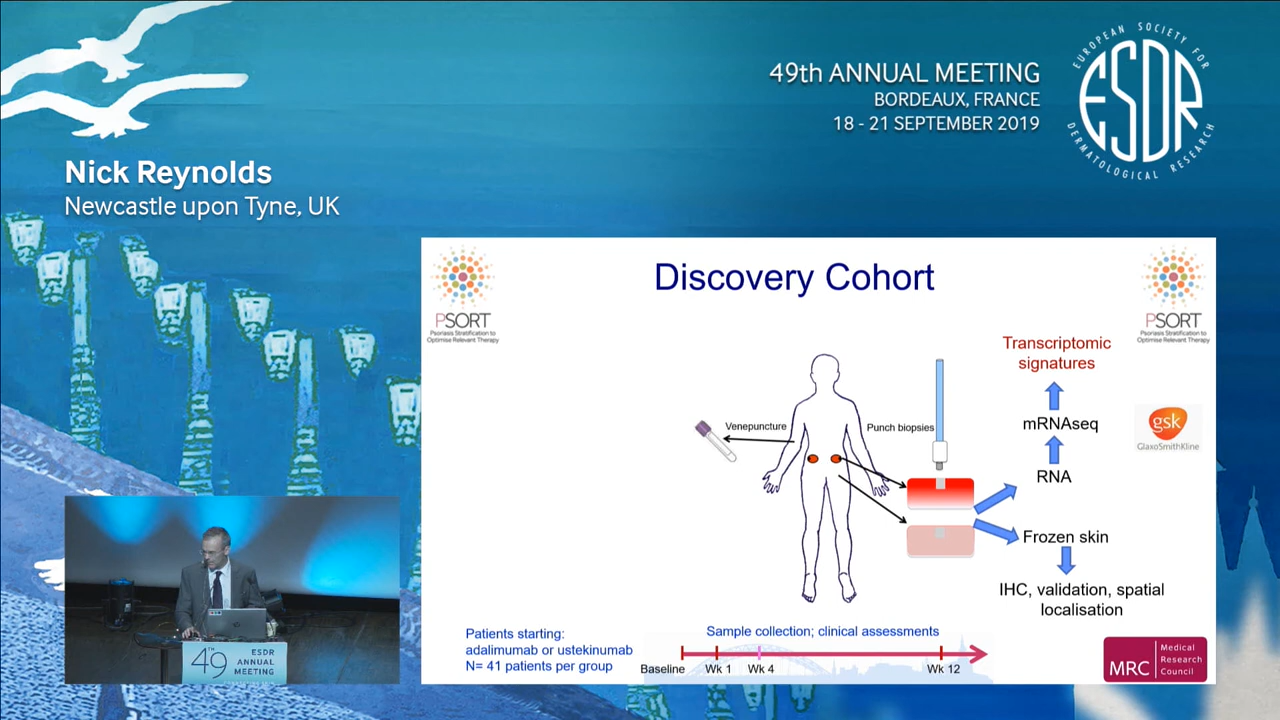 49th ANNUAL MEETING
BORDEAUX, FRANCE
18 - 21 SEPTEMBER 2019
EUROPEAN SOCIETY FOR
ESDR
DERMATOLOGICAL RESEARCH
Nick Reynolds
Newcastle upon Tyne, UK
PSORT
Psoriasis Stratification to
Optimise Relevant Therapy
Discovery Cohort
PSORT
Psoriasis Stratification to
Optimise Relevant Therapy
Transcriptomic
signatures
Venepuncture
Punch biopsies
mRNAseq
gsk
GlaxoSmithKline
RNA
Frozen skin
IHC, validation, spatial
localisation
Patients starting:
adalimumab or ustekinumab
N= 41 patients per group
Sample collection; clinical assessments
Baseline
Wk 1
Wk 4
Wk 12
MRC
Medical
Research
Council
49TH
ESDR
ANNUAL
MEETING